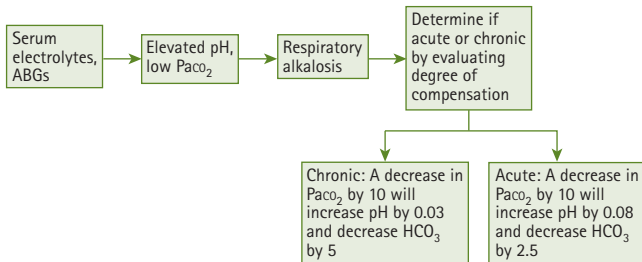 Serum
electrolytes,
ABGs
Elevated pH,
low Paco₂
Respiratory
alkalosis
Determine if
acute or chronic
by evaluating
degree of
compensation
Chronic: A decrease in
Paco₂ by 10 will
increase pH by 0.03
and decrease HCO₃
by 5
Acute: A decrease in
Paco₂ by 10 will
increase pH by 0.08
and decrease HCO₃
by 2.5